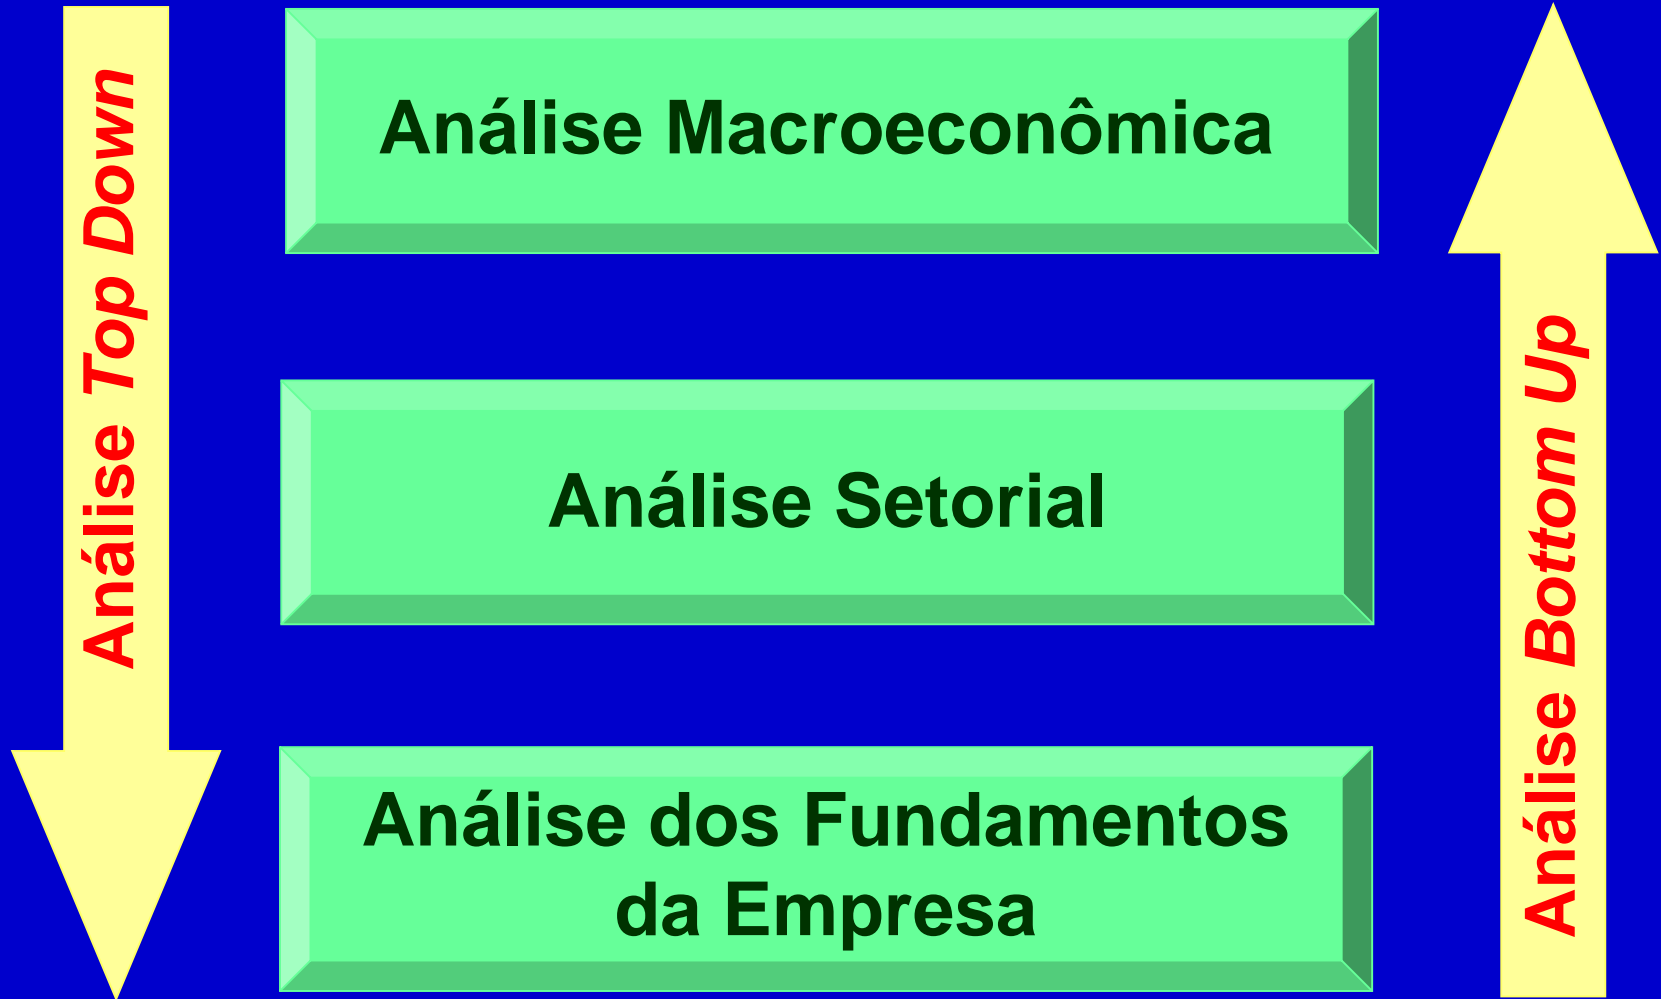 Análise Top Down
Análise Macroeconômica
Análise Setorial
Análise dos Fundamentos
da Empresa
Análise Bottom Up